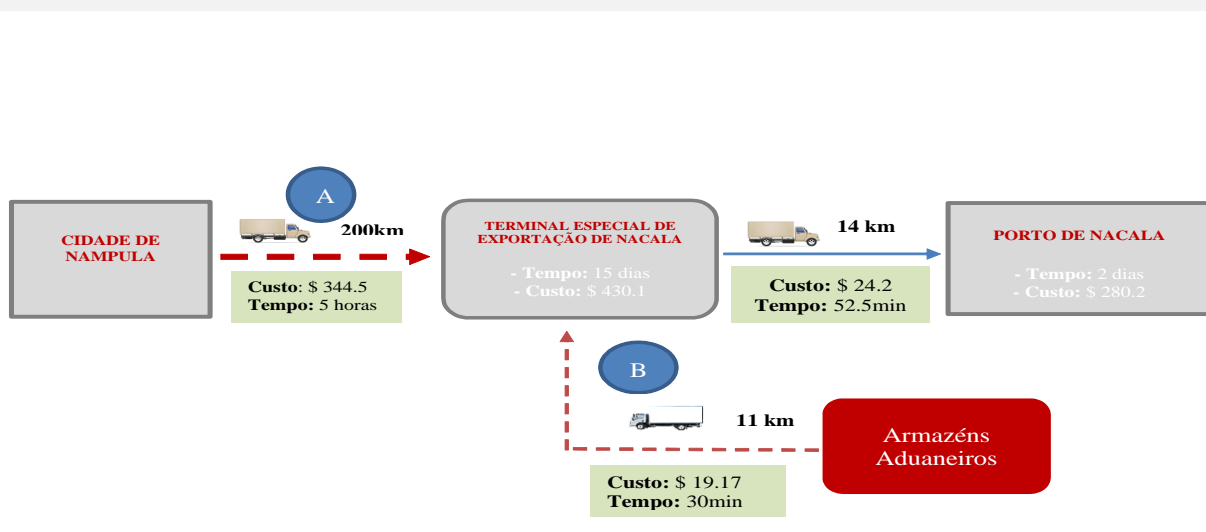 A
200km
CIDADE DE
NAMPULA
Custo: $ 344.5
Tempo: 5 horas
TERMINAL ESPECIAL DE
EXPORTAÇÃO DE NACALA
- Tempo: 15 dias
- Custo: $ 430.1
14 km
Custo: $ 24.2
Tempo: 52.5min
PORTO DE NACALA
- Tempo: 2 dias
- Custo: $ 280.2
B
11 km
Custo: $ 19.17
Tempo: 30min
Armazéns
Aduaneiros